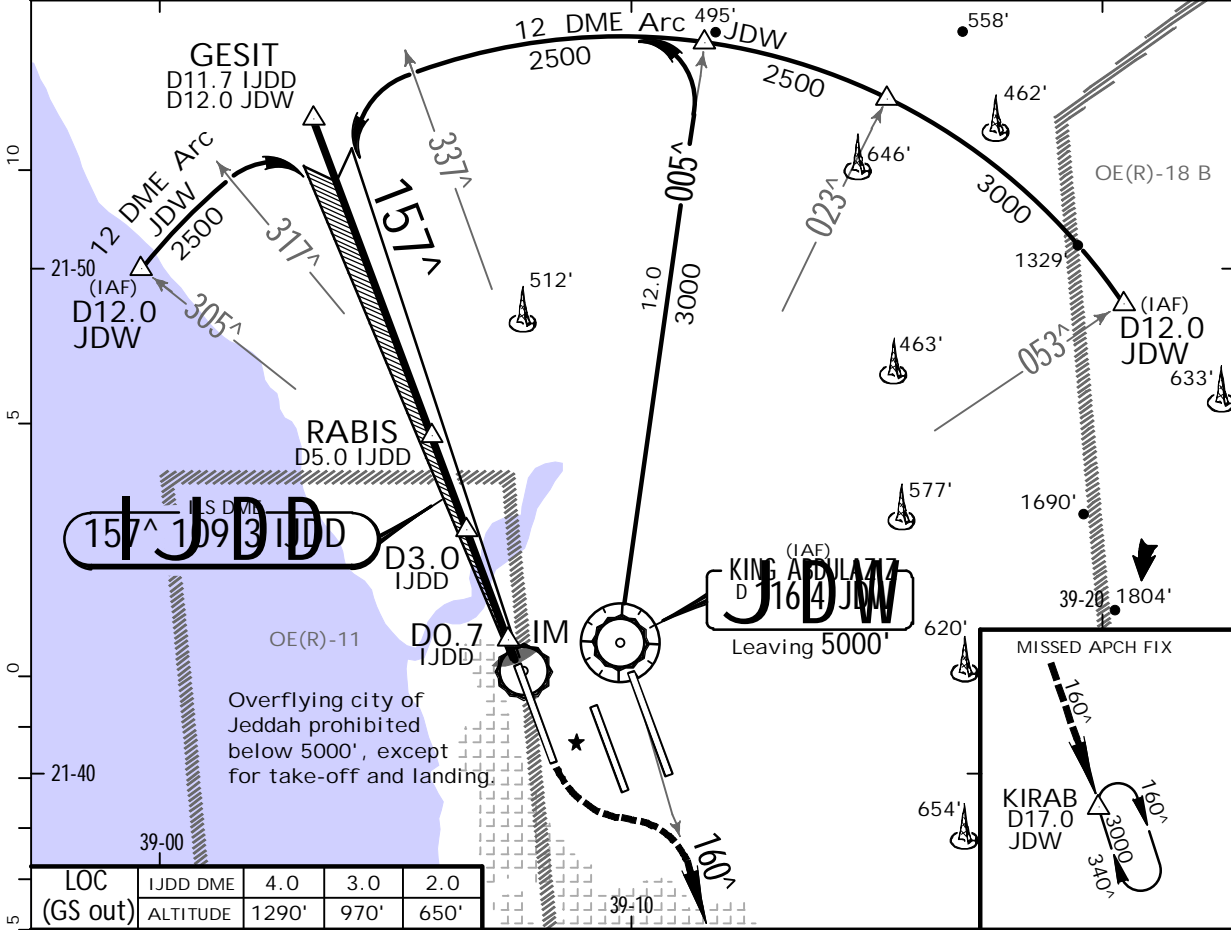 12 DME Arc JDW
495'
558'
2500
2500
GESIT
D11.7 IJDD
D12.0 JDW
462'
646'
OE(R)-18 B
10
12 DME Arc
JDW
2500
337^
005^
023^
3000
157^
317^
1329'
21-50
(IAF)
D12.0
JDW
305^
512'
12.0
3000
(IAF)
D12.0
JDW
053^
463'
633'
5
RABIS
D5.0 IJDD
577'
1690'
ILS DME
157^ 109.3 IJDD
I J D D
D3.0
IJDD
(IAF)
KING ABDULAZIZ
D 116.4 JDW
J D W
Leaving 5000'
39-20
1804'
OE(R)-11
D0.7
IJDD
IM
620'
MISSED APCH FIX
0
160^
Overflying city of
Jeddah prohibited
below 5000', except
for take-off and landing.
21-40
KIRAB
D17.0
JDW
160^
3000
340^
654'
39-00
160^
39-10
5
LOC
(GS out)
IJDD DME 4.0 3.0 2.0
ALTITUDE 1290' 970' 650'